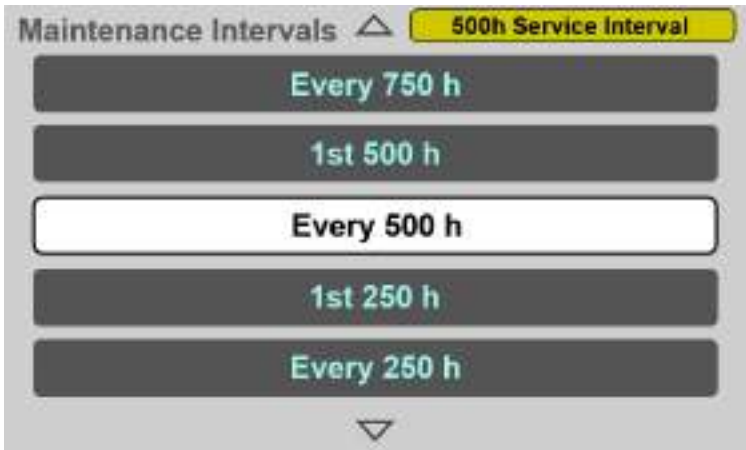 Maintenance Intervals
500h Service Interval
Every 750 h
1st 500 h
Every 500 h
1st 250 h
Every 250 h